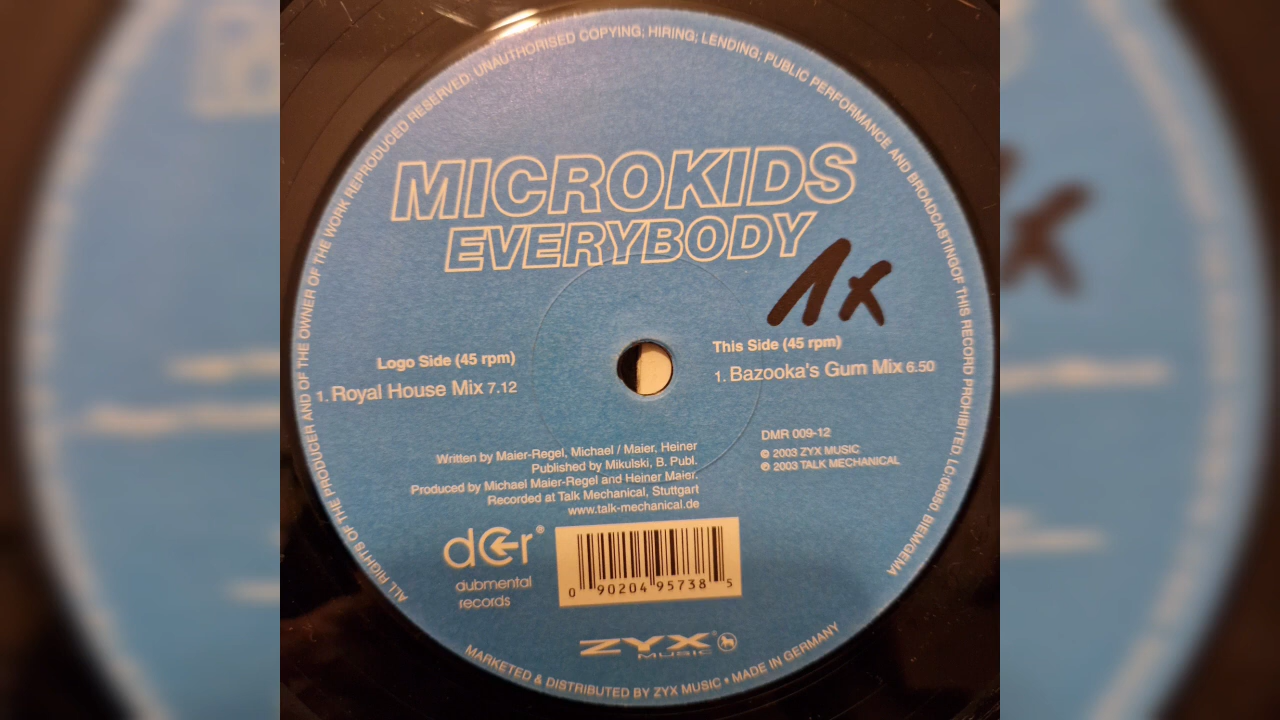 ALL RIGHTS OF THE PRODUCER AND OF THE OWNER OF THE WORK REPRODUCED RESERVED; UNAUTHORISED COPYING; HIRING; LENDING; PUBLIC PERFORMANCE AND BROADCASTINGOF THIS RECORD PROHIBITED. LC:06350. BIEM/GEMA
MICROKIDS
EVERYBODY
1x
Logo Side (45 rpm)
1. Royal House Mix 7.12
This Side (45 rpm)
1. Bazooka's Gum Mix 6.50
Written by Maier-Regel, Michael / Maier, Heiner
Published by Mikulski, B. Publ.
Produced by Michael Maier-Regel and Heiner Maier.
Recorded at Talk Mechanical, Stuttgart
www.talk-mechanical.de
DMR 009-12
© 2003 ZYX MUSIC
℗ 2003 TALK MECHANICAL
dCr®
dubmental
records
0 90204 95738 5
ZYX
MUSIC
MARKETED & DISTRIBUTED BY ZYX MUSIC • MADE IN GERMANY